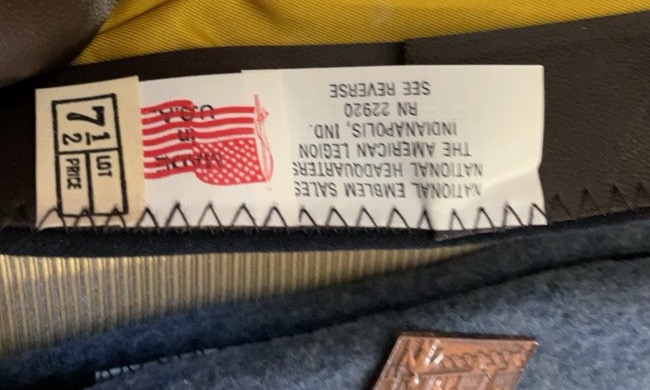 NATIONAL EMBLEM SALES
NATIONAL HEADQUARTERS
THE AMERICAN LEGION
INDIANAPOLIS, IND.
RN 22920
SEE REVERSE
MADE
U.S.A.
7 1/2
LOT
PRICE